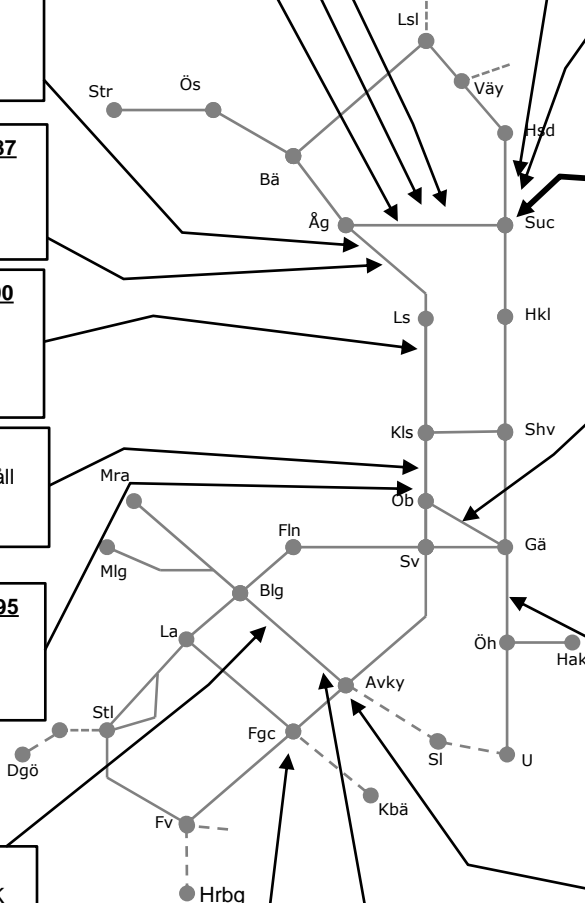 Lsl
Väy
Str
Ös
Hsd
87
Bä
Åg
Suc
00
Ls
Hkl
Kls
Shv
åll
Mra
Ob
Fln
Gä
Sv
Mlg
Blg
95
La
Öh
Hak
Avky
Stl
Fgc
Sl
U
Dgö
Kbä
Fv
K
Hrbg